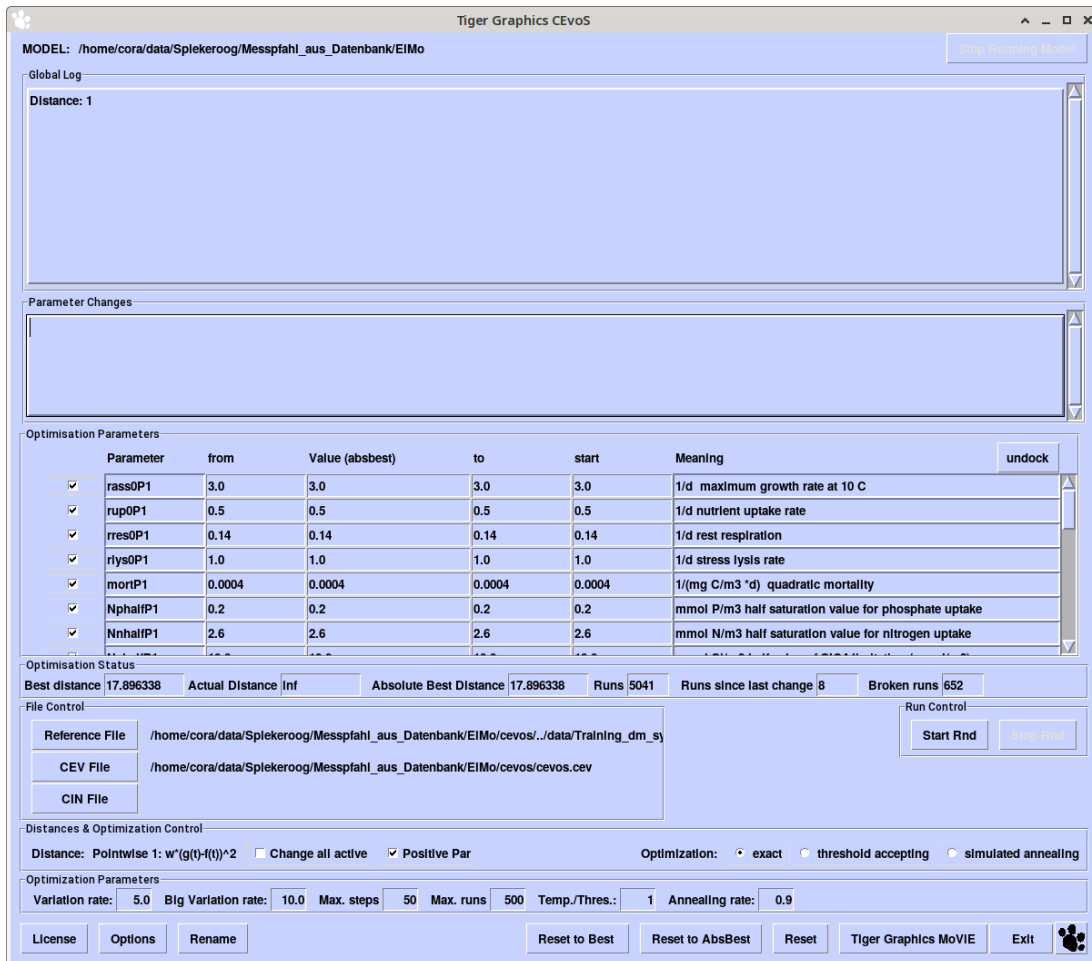 Tiger Graphics CEvoS
MODEL: /home/cora/data/Spiekeroog/Messpfahl_aus_Datenbank/EIMo
Stop Running Model
Global Log
Distance: 1
Parameter Changes
Optimisation Parameters
Parameter from Value (absbest) to start Meaning undock
rass0P1 3.0 3.0 3.0 3.0 1/d maximum growth rate at 10 C
rup0P1 0.5 0.5 0.5 0.5 1/d nutrient uptake rate
rres0P1 0.14 0.14 0.14 0.14 1/d rest respiration
rlys0P1 1.0 1.0 1.0 1.0 1/d stress lysis rate
mortP1 0.0004 0.0004 0.0004 0.0004 1/(mg C/m3 *d) quadratic mortality
NphalfP1 0.2 0.2 0.2 0.2 mmol P/m3 half saturation value for phosphate uptake
NnhalfP1 2.6 2.6 2.6 2.6 mmol N/m3 half saturation value for nitrogen uptake
Optimisation Status
Best distance 17.896338 Actual Distance inf Absolute Best Distance 17.896338 Runs 5041 Runs since last change 8 Broken runs 652
File Control
Run Control
Reference File /home/cora/data/Spiekeroog/Messpfahl_aus_Datenbank/EIMo/cevos/../data/Training_dm_sy
Start Rnd Stop Rnd
CEV File /home/cora/data/Spiekeroog/Messpfahl_aus_Datenbank/EIMo/cevos/cevos.cev
CIN File
Distances & Optimization Control
Distance: Pointwise 1: w*(g(t)-f(t))^2 Change all active Positive Par Optimization: exact threshold accepting simulated annealing
Optimization Parameters
Variation rate: 5.0 Big Variation rate: 10.0 Max. steps 50 Max. runs 500 Temp./Thres.: 1 Annealing rate: 0.9
License Options Rename Reset to Best Reset to AbsBest Reset Tiger Graphics MoVIE Exit